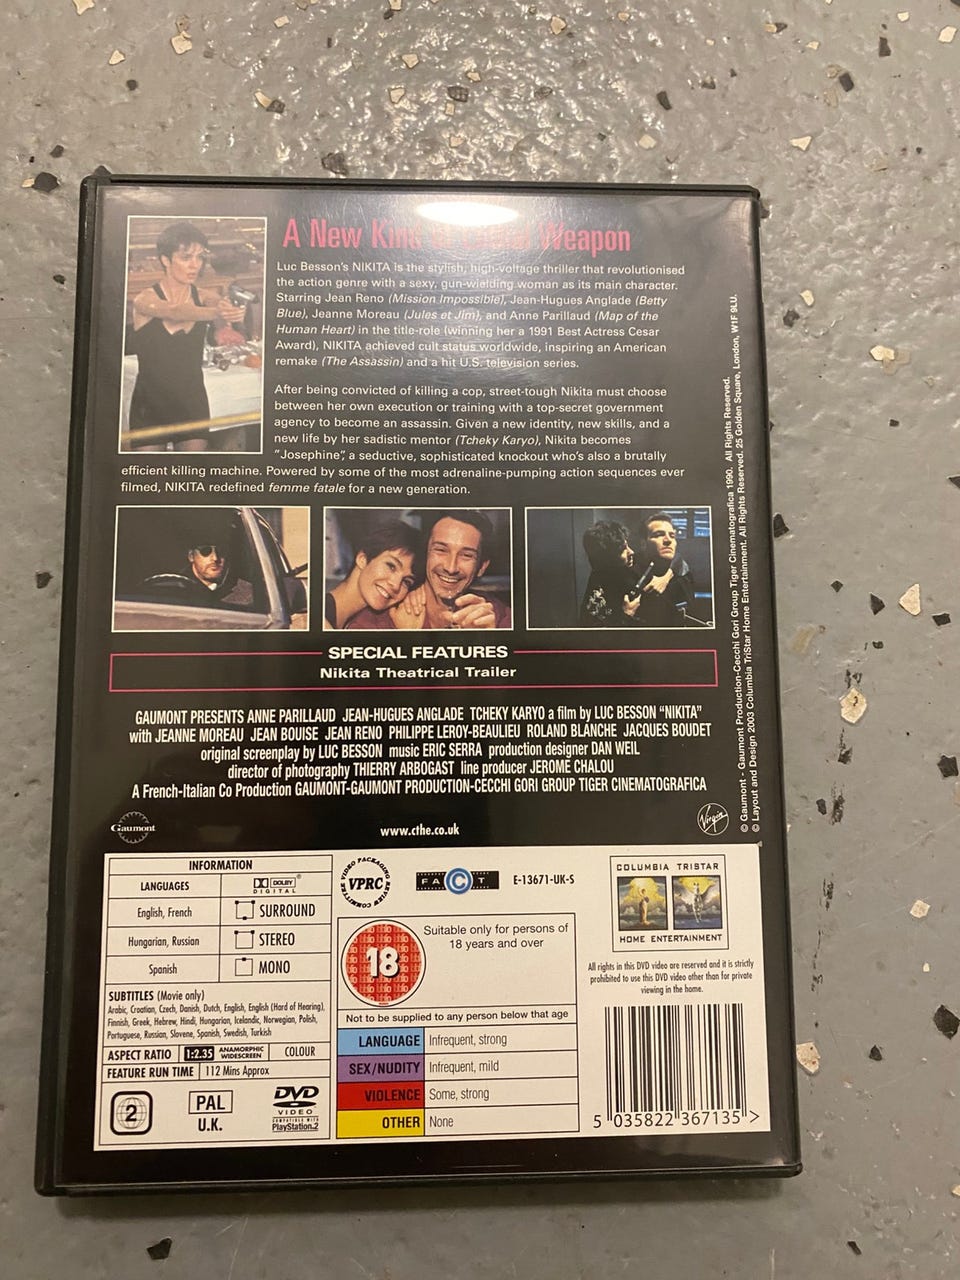 A New Kind Weapon
Luc Besson's NIKITA is the stylish, high-voltage thriller that revolutionised
the action genre with a sexy, gun-wielding woman as its main character.
Starring Jean Reno (Mission Impossible), Jean-Hugues Anglade (Betty
Blue), Jeanne Moreau (Jules et Jim), and Anne Parillaud (Map of the
Human Heart) in the title-role (winning her a 1991 Best Actress Cesar
Award), NIKITA achieved cult status worldwide, inspiring an American
remake (The Assassin) and a hit U.S. television series.
After being convicted of killing a cop, street-tough Nikita must choose
between her own execution or training with a top-secret government
agency to become an assassin. Given a new identity, new skills, and a
new life by her sadistic mentor (Tcheky Karyo), Nikita becomes
"Josephine", a seductive, sophisticated knockout who's also a brutally
efficient killing machine. Powered by some of the most adrenaline-pumping action sequences ever
filmed, NIKITA redefined femme fatale for a new generation.
SPECIAL FEATURES
Nikita Theatrical Trailer
GAUMONT PRESENTS ANNE PARILLAUD JEAN-HUGUES ANGLADE TCHEKY KARYO a film by LUC BESSON "NIKITA"
with JEANNE MOREAU JEAN BOUISE JEAN RENO PHILIPPE LEROY-BEAULIEU ROLAND BLANCHE JACQUES BOUDET
original screenplay by LUC BESSON music ERIC SERRA production designer DAN WEIL
director of photography THIERRY ARBOGAST line producer JEROME CHALOU
A French-Italian Co Production GAUMONT-GAUMONT PRODUCTION-CECCHI GORI GROUP TIGER CINEMATOGRAFICA
Gaumont
www.cthe.co.uk
Virgin
© Gaumont - Gaumont Production-Cecchi Gori Group Tiger Cinematografica 1990. All Rights Reserved.
© Layout and Design 2003 Columbia TriStar Home Entertainment. All Rights Reserved. 25 Golden Square, London, W1F 9LU.
INFORMATION
LANGUAGES
DOLBY
DIGITAL
English, French
SURROUND
Hungarian, Russian
STEREO
Spanish
MONO
SUBTITLES (Movie only)
Arabic, Croatian, Czech, Danish, Dutch, English, English (Hard of Hearing),
Finnish, Greek, Hebrew, Hindi, Hungarian, Icelandic, Norwegian, Polish,
Portuguese, Russian, Slovene, Spanish, Swedish, Turkish
ASPECT RATIO 1:2.35 ANAMORPHIC WIDESCREEN COLOUR
FEATURE RUN TIME 112 Mins Approx
2
PAL
U.K.
DVD
VIDEO
COMPATIBLE WITH
PlayStation.2
VIDEO PACKAGING REVIEW COMMITTEE
VPRC
FACT
E-13671-UK-S
18
Suitable only for persons of
18 years and over
Not to be supplied to any person below that age
LANGUAGE Infrequent, strong
SEX/NUDITY Infrequent, mild
VIOLENCE Some, strong
OTHER None
COLUMBIA TRISTAR
HOME ENTERTAINMENT
All rights in this DVD video are reserved and it is strictly
prohibited to use this DVD video other than for private
viewing in the home.
5 035822 367135 >